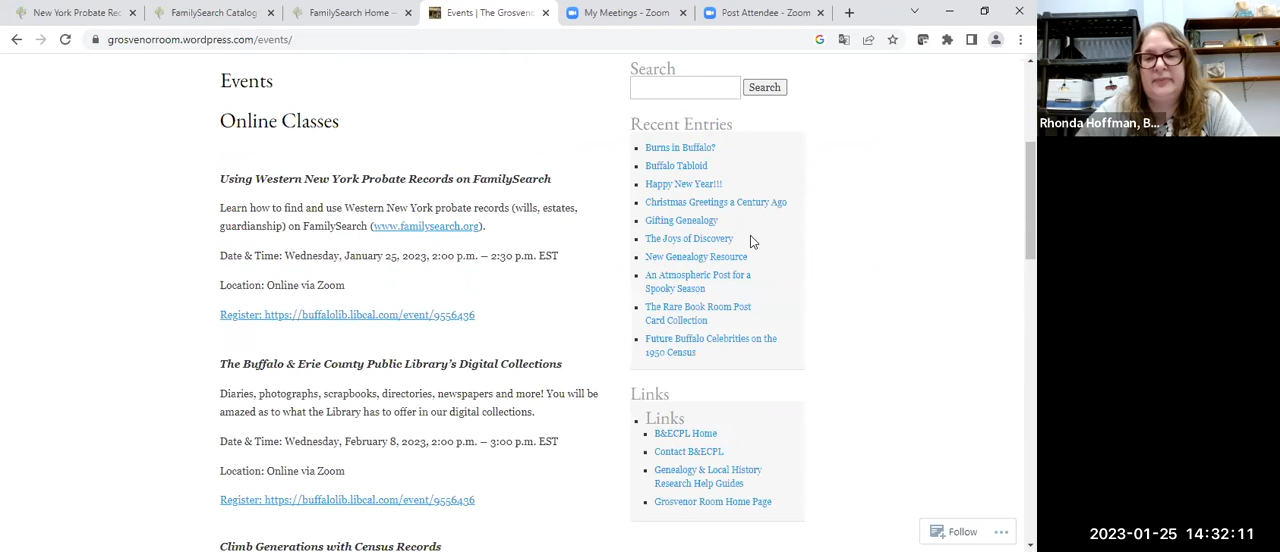 New York Probate Rec
FamilySearch Catalog
FamilySearch Home —
Events | The Grosveno
My Meetings - Zoom
Post Attendee - Zoom
grosvenorroom.wordpress.com/events/
Rhonda Hoffman, B...
Events
Online Classes
Using Western New York Probate Records on FamilySearch
Learn how to find and use Western New York probate records (wills, estates,
guardianship) on FamilySearch (www.familysearch.org).
Date & Time: Wednesday, January 25, 2023, 2:00 p.m. – 2:30 p.m. EST
Location: Online via Zoom
Register: https://buffalolib.libcal.com/event/9556436
The Buffalo & Erie County Public Library's Digital Collections
Diaries, photographs, scrapbooks, directories, newspapers and more! You will be
amazed as to what the Library has to offer in our digital collections.
Date & Time: Wednesday, February 8, 2023, 2:00 p.m. – 3:00 p.m. EST
Location: Online via Zoom
Register: https://buffalolib.libcal.com/event/9556436
Climb Generations with Census Records
Search
Search
Recent Entries
Burns in Buffalo?
Buffalo Tabloid
Happy New Year!!!
Christmas Greetings a Century Ago
Gifting Genealogy
The Joys of Discovery
New Genealogy Resource
An Atmospheric Post for a
Spooky Season
The Rare Book Room Post
Card Collection
Future Buffalo Celebrities on the
1950 Census
Links
Links
B&ECPL Home
Contact B&ECPL
Genealogy & Local History
Research Help Guides
Grosvenor Room Home Page
Follow
2023-01-25 14:32:11